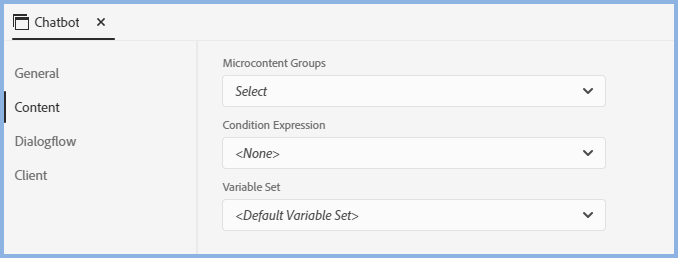 Chatbot
General
Content
Dialogflow
Client
Microcontent Groups
Select
Condition Expression
<None>
Variable Set
<Default Variable Set>